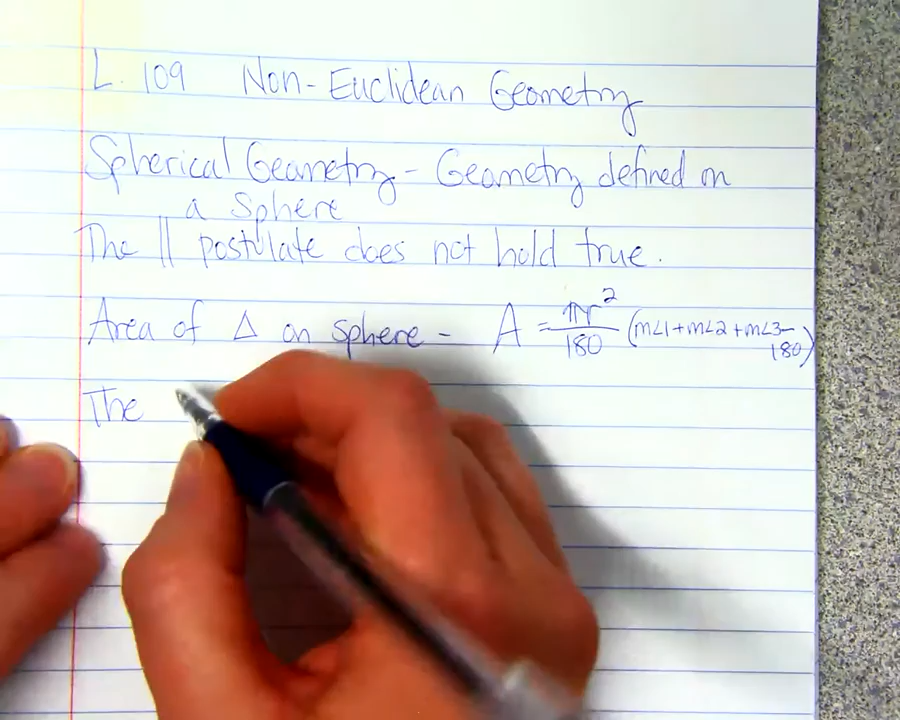 L. 109 Non-Euclidean Geometry
Spherical Geometry - Geometry defined on
a Sphere
The || postulate does not hold true.
Area of Δ on sphere - A = πr²/180 (m∠1+m∠2+m∠3-
180)
The